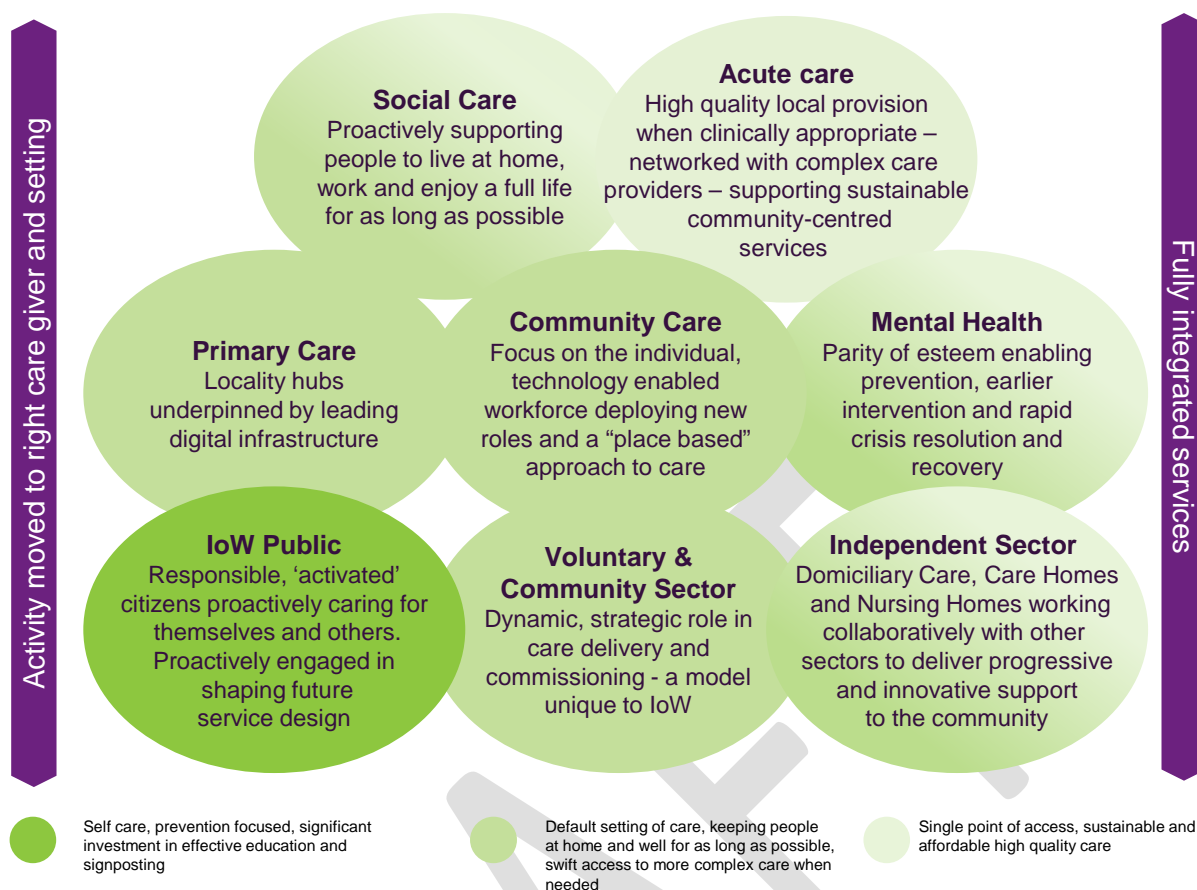 Activity moved to right care giver and setting
Social Care
Proactively supporting
people to live at home,
work and enjoy a full life
for as long as possible
Acute care
High quality local provision
when clinically appropriate –
networked with complex care
providers – supporting sustainable
community-centred
services
Primary Care
Locality hubs
underpinned by leading
digital infrastructure
Community Care
Focus on the individual,
technology enabled
workforce deploying new
roles and a “place based”
approach to care
Mental Health
Parity of esteem enabling
prevention, earlier
intervention and rapid
crisis resolution and
recovery
IoW Public
Responsible, ‘activated’
citizens proactively caring for
themselves and others.
Proactively engaged in
shaping future
service design
Voluntary &
Community Sector
Dynamic, strategic role in
care delivery and
commissioning - a model
unique to IoW
Independent Sector
Domiciliary Care, Care Homes
and Nursing Homes working
collaboratively with other
sectors to deliver progressive
and innovative support
to the community
Fully integrated services
Self care, prevention focused, significant
investment in effective education and
signposting
Default setting of care, keeping people
at home and well for as long as possible,
swift access to more complex care when
needed
Single point of access, sustainable and
affordable high quality care